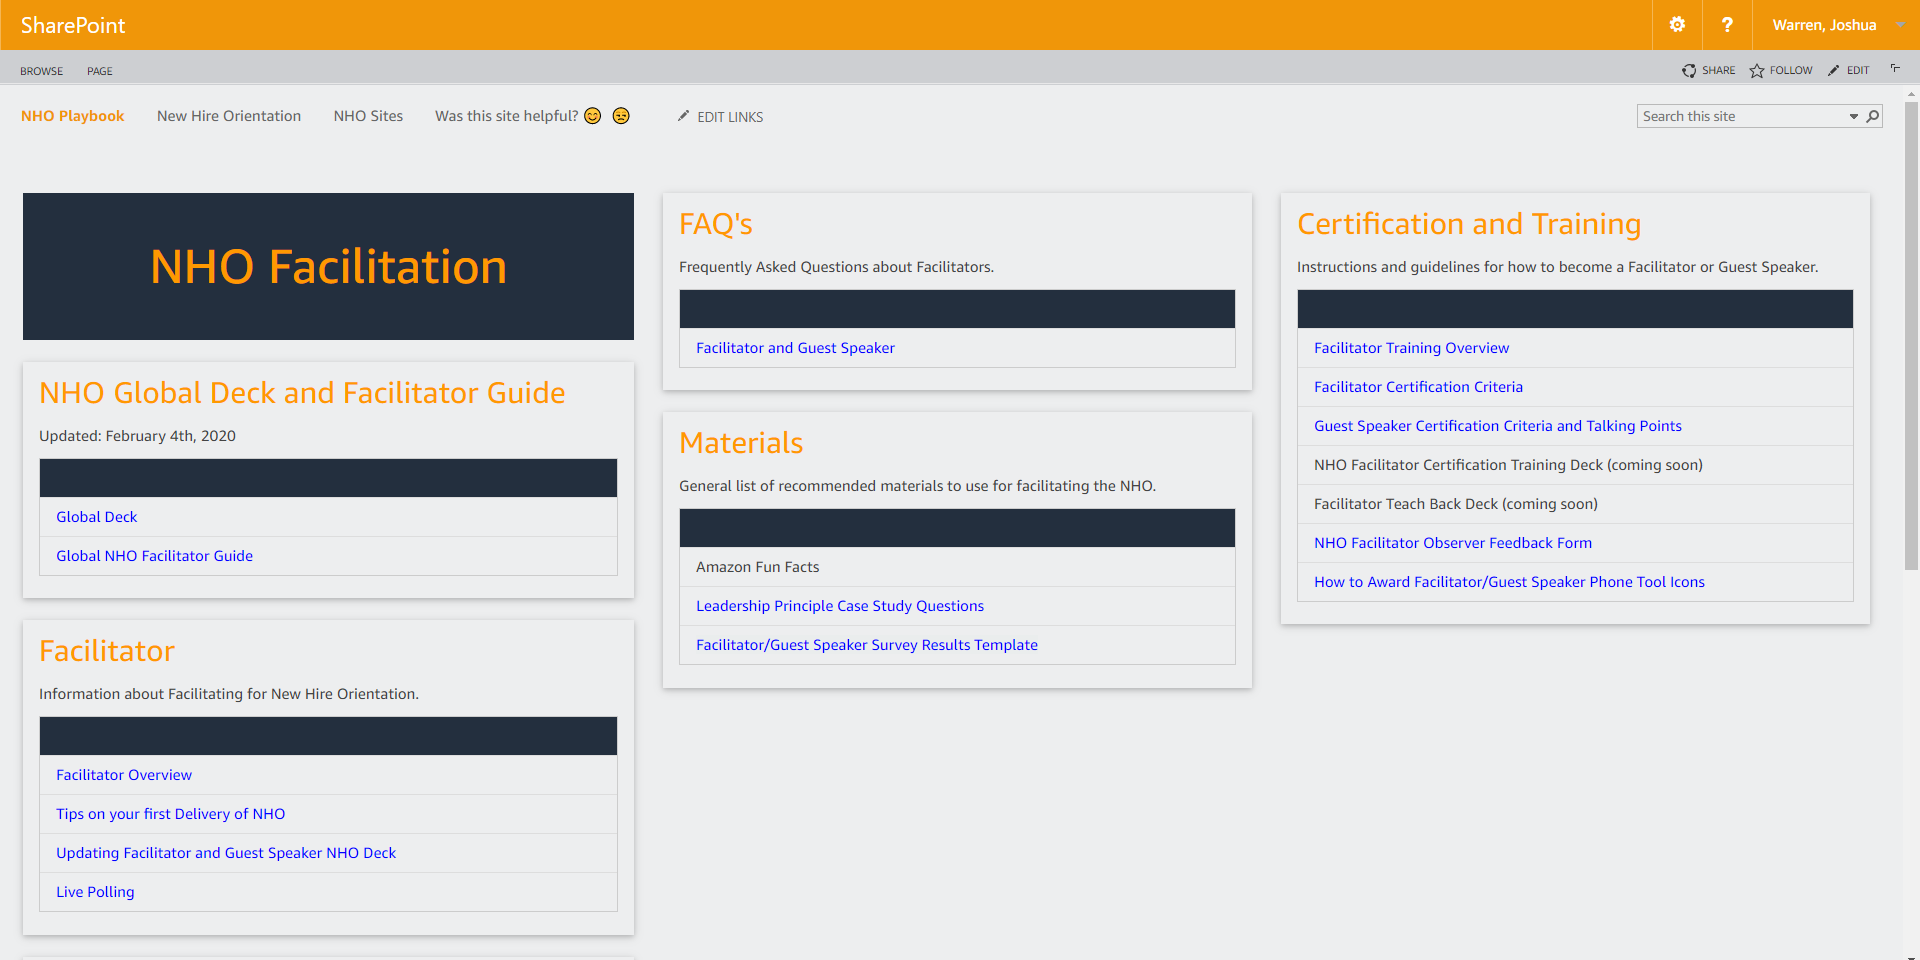 SharePoint
?
Warren, Joshua
BROWSE
PAGE
SHARE
FOLLOW
EDIT
NHO Playbook
New Hire Orientation
NHO Sites
Was this site helpful? 😊 😒
EDIT LINKS
Search this site
NHO Facilitation
NHO Global Deck and Facilitator Guide
Updated: February 4th, 2020
Global Deck
Global NHO Facilitator Guide
Facilitator
Information about Facilitating for New Hire Orientation.
Facilitator Overview
Tips on your first Delivery of NHO
Updating Facilitator and Guest Speaker NHO Deck
Live Polling
FAQ's
Frequently Asked Questions about Facilitators.
Facilitator and Guest Speaker
Materials
General list of recommended materials to use for facilitating the NHO.
Amazon Fun Facts
Leadership Principle Case Study Questions
Facilitator/Guest Speaker Survey Results Template
Certification and Training
Instructions and guidelines for how to become a Facilitator or Guest Speaker.
Facilitator Training Overview
Facilitator Certification Criteria
Guest Speaker Certification Criteria and Talking Points
NHO Facilitator Certification Training Deck (coming soon)
Facilitator Teach Back Deck (coming soon)
NHO Facilitator Observer Feedback Form
How to Award Facilitator/Guest Speaker Phone Tool Icons